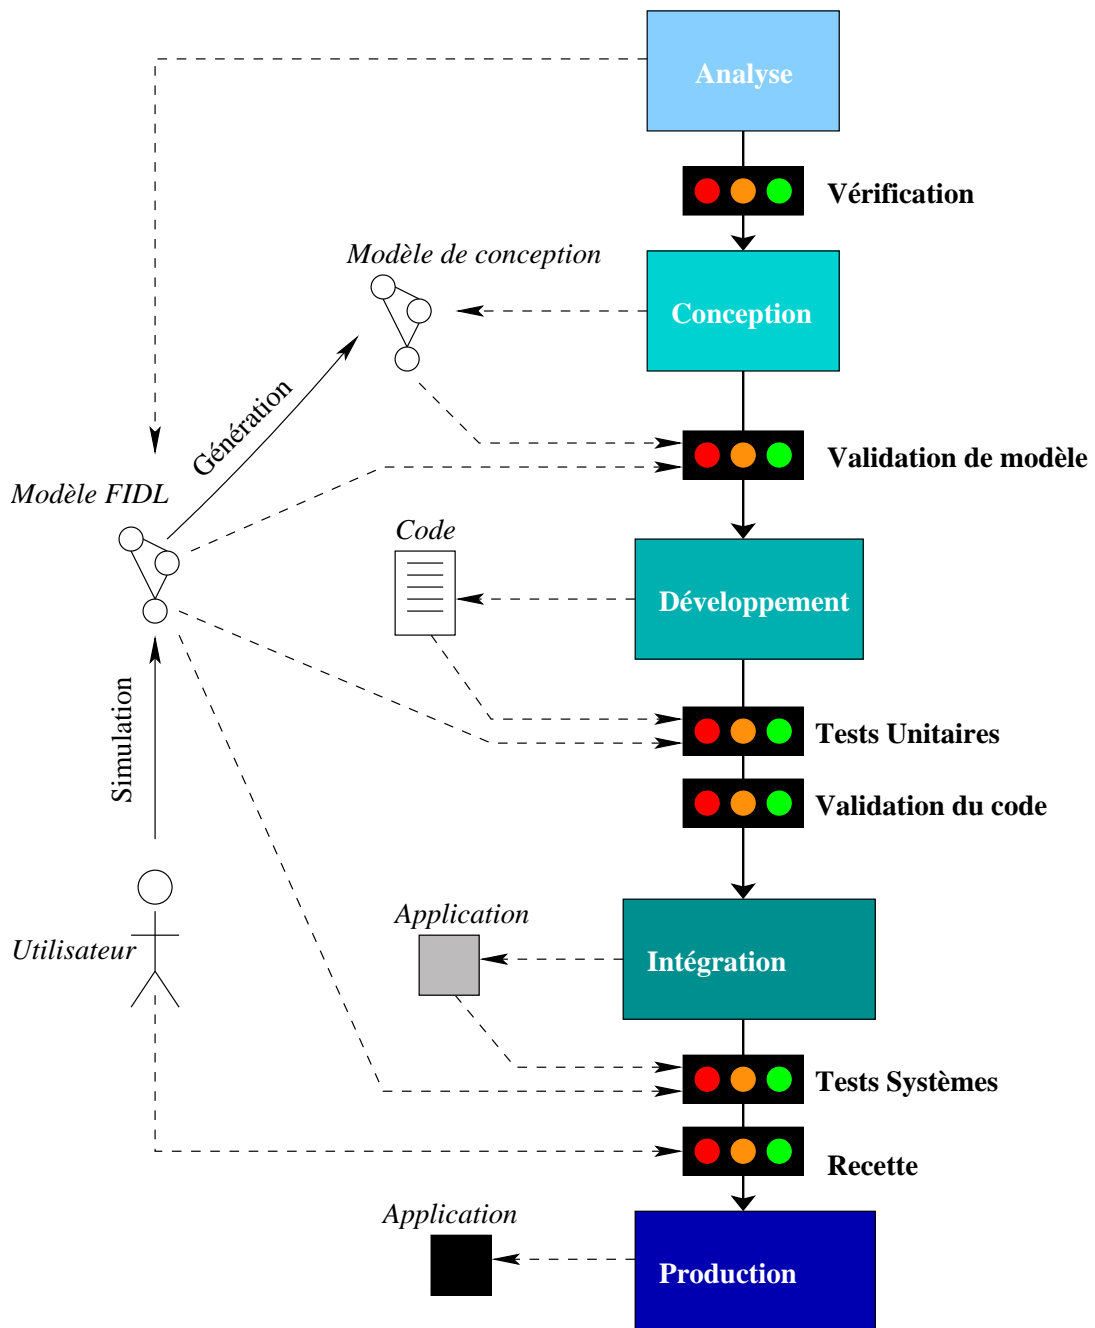 Analyse
Vérification
Modèle de conception
Conception
Génération
Validation de modèle
Modèle FIDL
Code
Développement
Simulation
Tests Unitaires
Validation du code
Application
Utilisateur
Intégration
Tests Systèmes
Recette
Application
Production